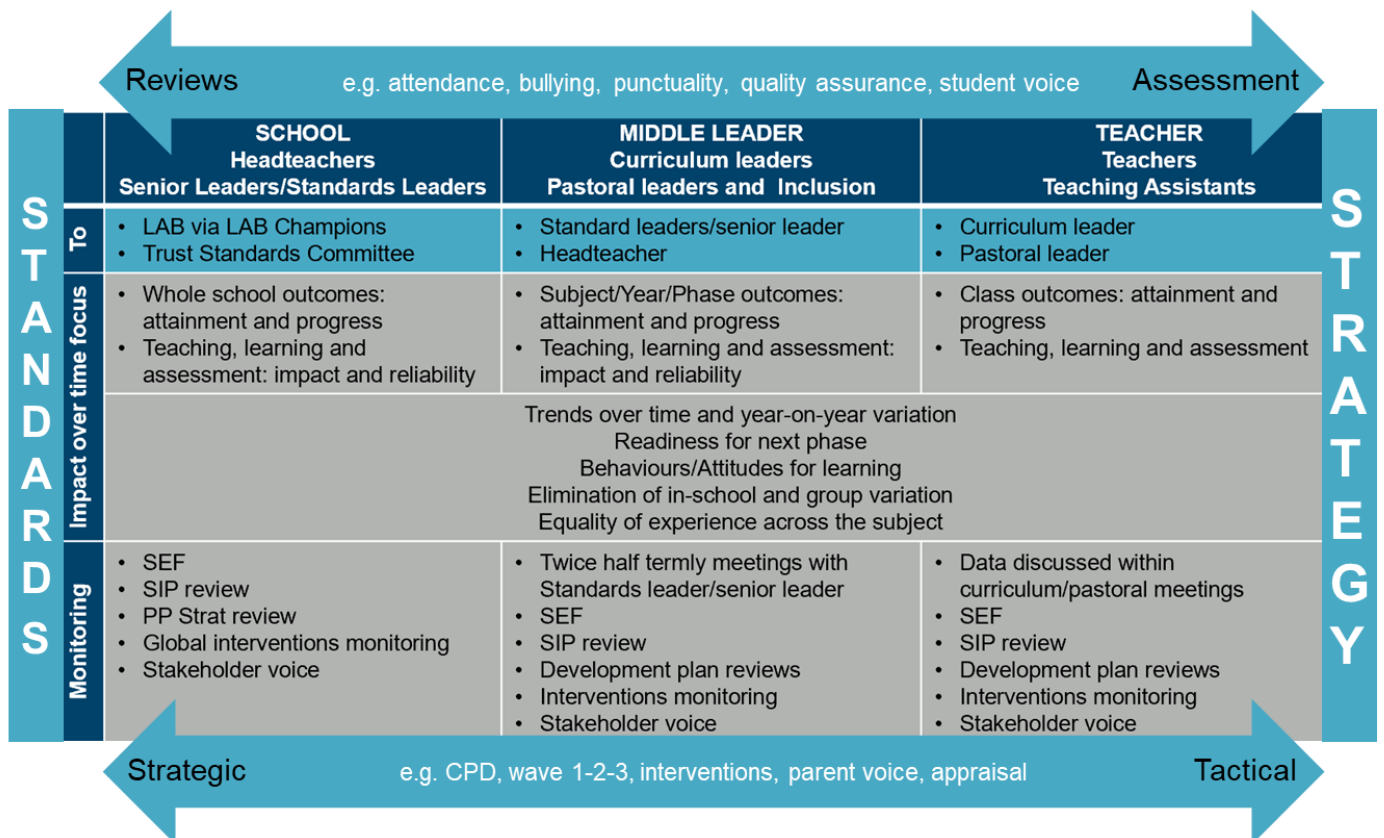 Reviews
e.g. attendance, bullying, punctuality, quality assurance, student voice
Assessment
STANDARDS
SCHOOL
Headteachers
Senior Leaders/Standards Leaders
MIDDLE LEADER
Curriculum leaders
Pastoral leaders and Inclusion
TEACHER
Teachers
Teaching Assistants
To
• LAB via LAB Champions
• Trust Standards Committee
• Standard leaders/senior leader
• Headteacher
• Curriculum leader
• Pastoral leader
Impact over time focus
• Whole school outcomes:
attainment and progress
• Teaching, learning and
assessment: impact and reliability
• Subject/Year/Phase outcomes:
attainment and progress
• Teaching, learning and assessment:
impact and reliability
• Class outcomes: attainment and
progress
• Teaching, learning and assessment
Trends over time and year-on-year variation
Readiness for next phase
Behaviours/Attitudes for learning
Elimination of in-school and group variation
Equality of experience across the subject
Monitoring
• SEF
• SIP review
• PP Strat review
• Global interventions monitoring
• Stakeholder voice
• Twice half termly meetings with
Standards leader/senior leader
• SEF
• SIP review
• Development plan reviews
• Interventions monitoring
• Stakeholder voice
• Data discussed within
curriculum/pastoral meetings
• SEF
• SIP review
• Development plan reviews
• Interventions monitoring
• Stakeholder voice
STRATEGY
Strategic
e.g. CPD, wave 1-2-3, interventions, parent voice, appraisal
Tactical